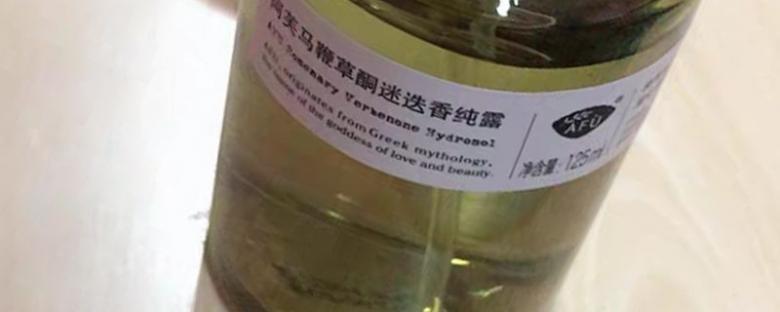 阿芙马鞭草酮迷迭香纯露
AFU Rosemary Verbenone Hydrosol
AFU, originates from Greek mythology,
the name of the goddess of love and beauty.
AFU
净含量:125ml